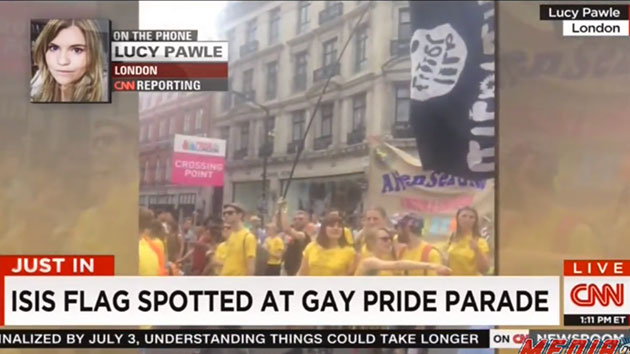 ON THE PHONE
LUCY PAWLE
LONDON
CNN REPORTING
Lucy Pawle
London
CROSSING
POINT
JUST IN
ISIS FLAG SPOTTED AT GAY PRIDE PARADE
LIVE
CNN
1:11 PM ET
INALIZED BY JULY 3, UNDERSTANDING THINGS COULD TAKE LONGER
ON CNN NEWSROOM